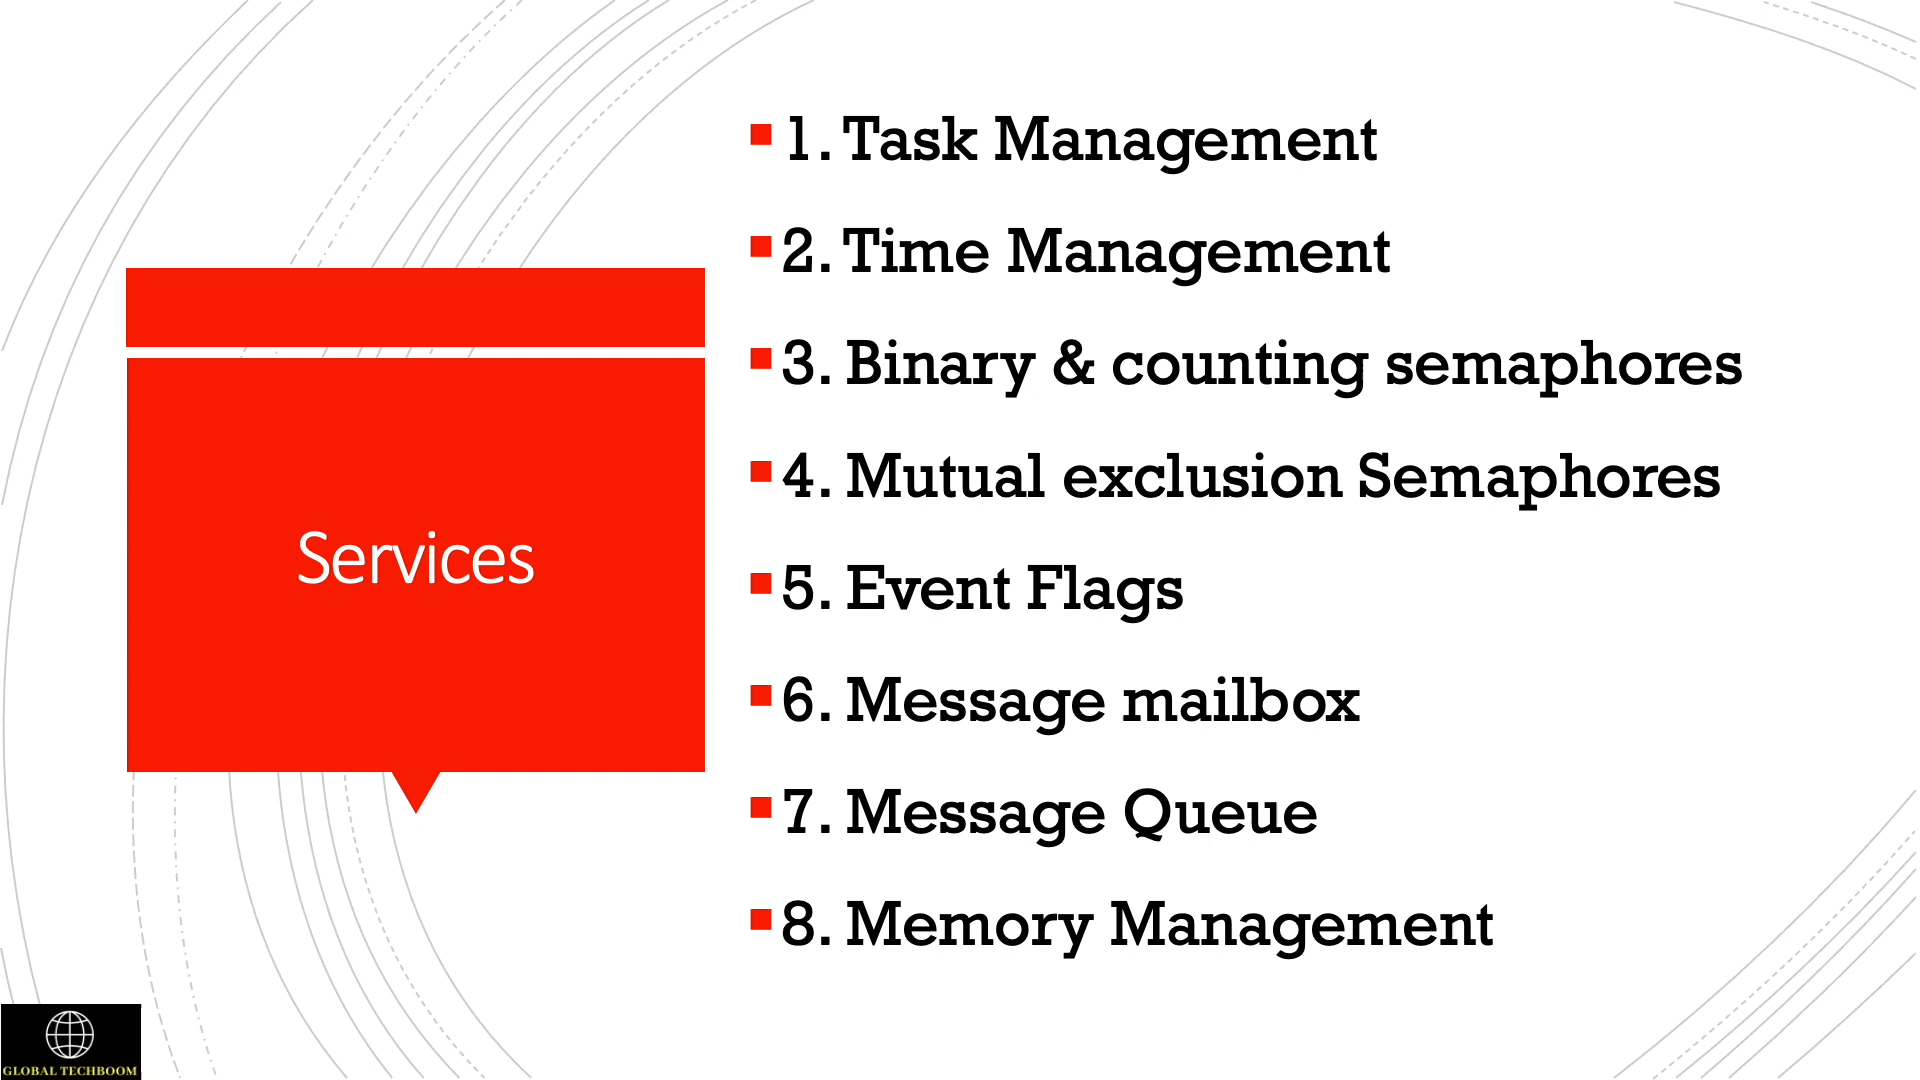 Services
1. Task Management
2. Time Management
3. Binary & counting semaphores
4. Mutual exclusion Semaphores
5. Event Flags
6. Message mailbox
7. Message Queue
8. Memory Management
GLOBAL TECHBOOM